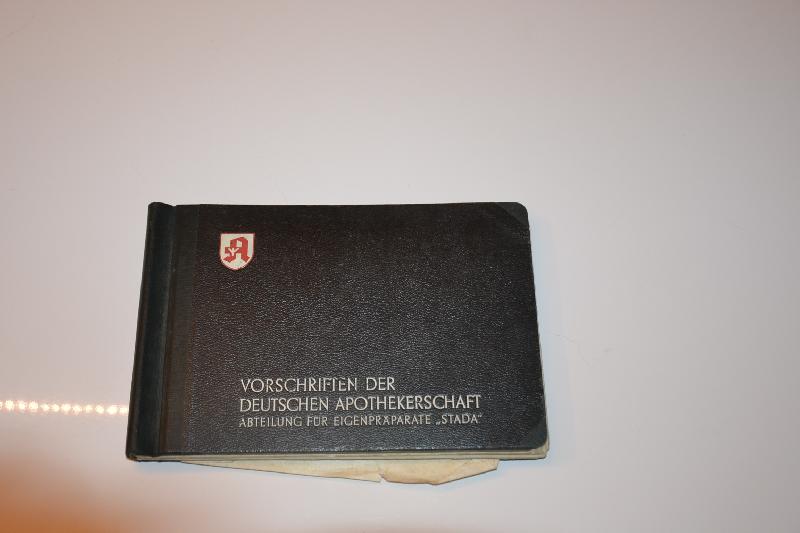 A
VORSCHRIFTEN DER
DEUTSCHEN APOTHEKERSCHAFT
ABTEILUNG FÜR EIGENPRÄPARATE „STADA“